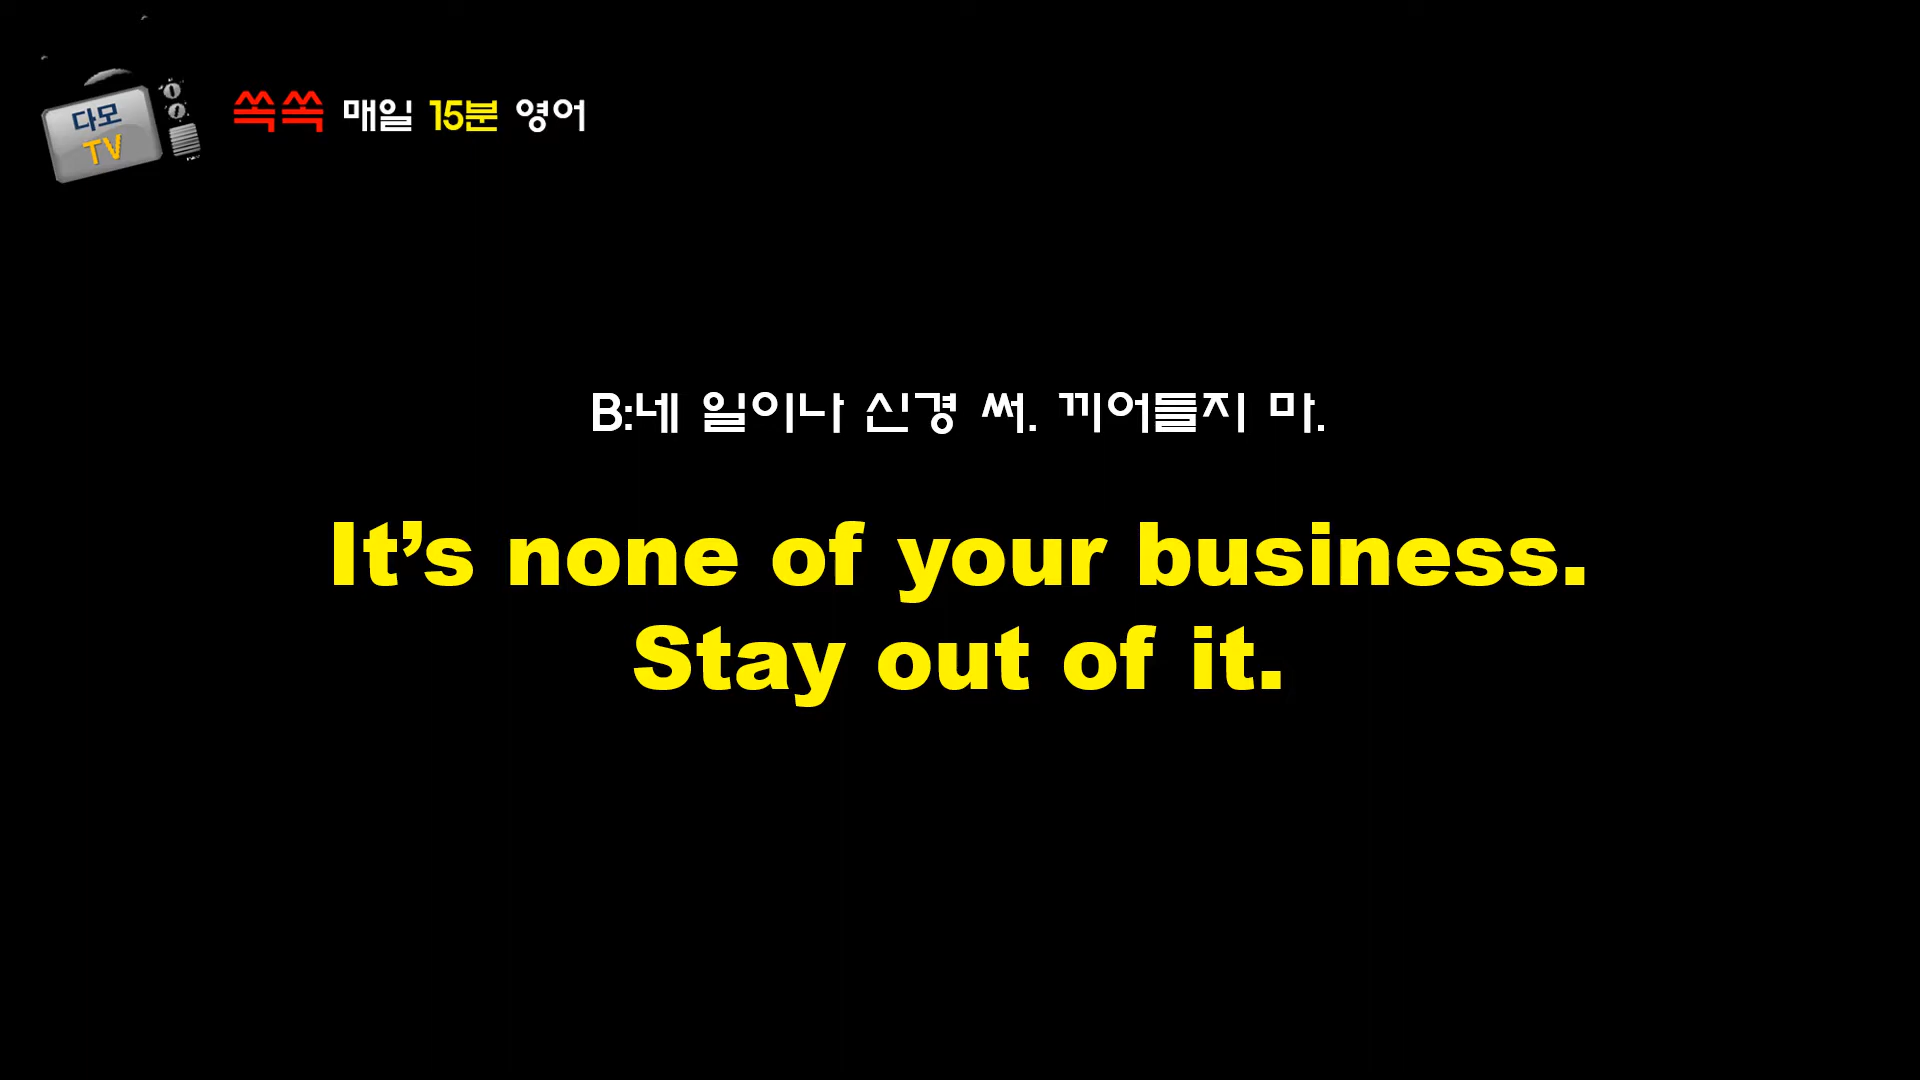 다모
TV
쏙쏙 매일 15분 영어
B:네 일이나 신경 써. 끼어들지 마.
It’s none of your business.
Stay out of it.